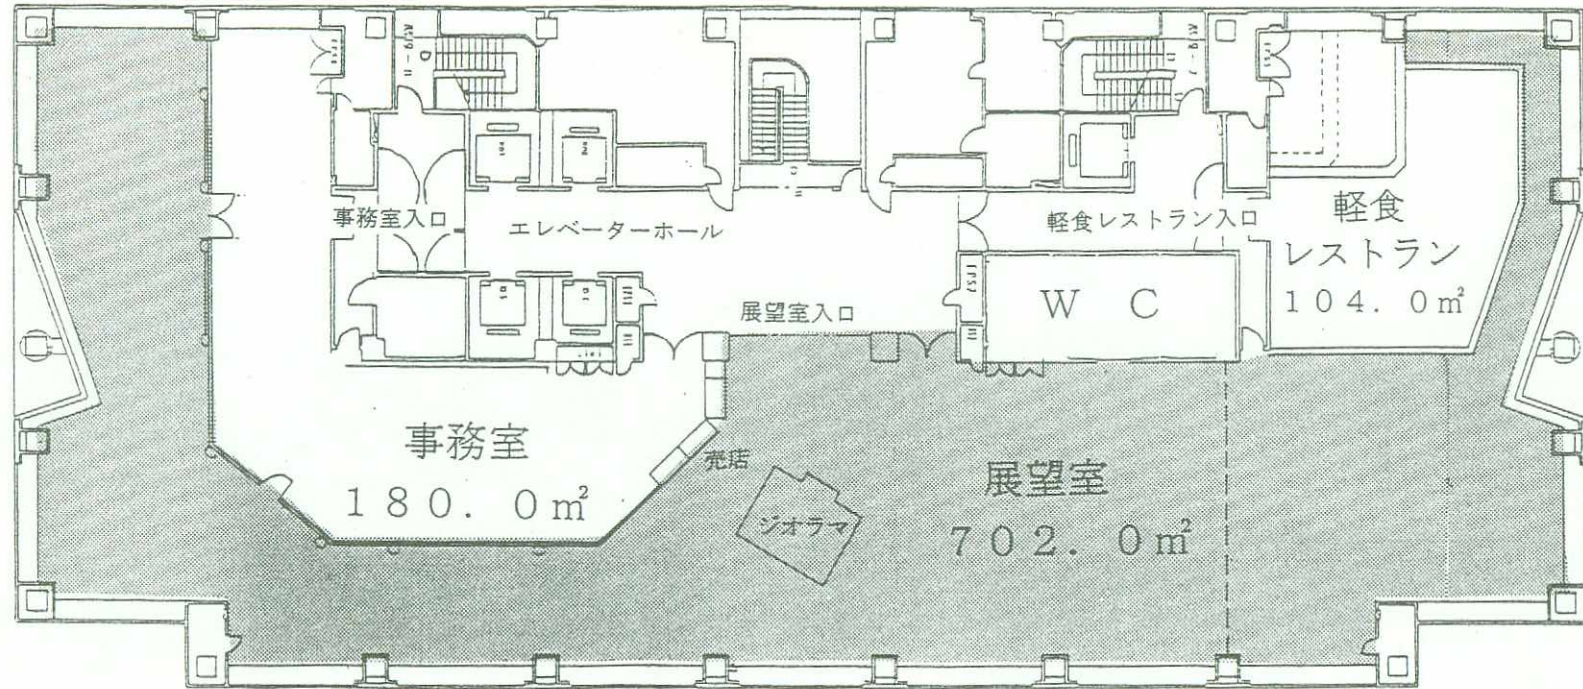 事務室入口
エレベーターホール
軽食レストラン入口
軽食
レストラン
104.0㎡
展望室入口
WC
事務室
180.0㎡
売店
ジオラマ
展望室
702.0㎡